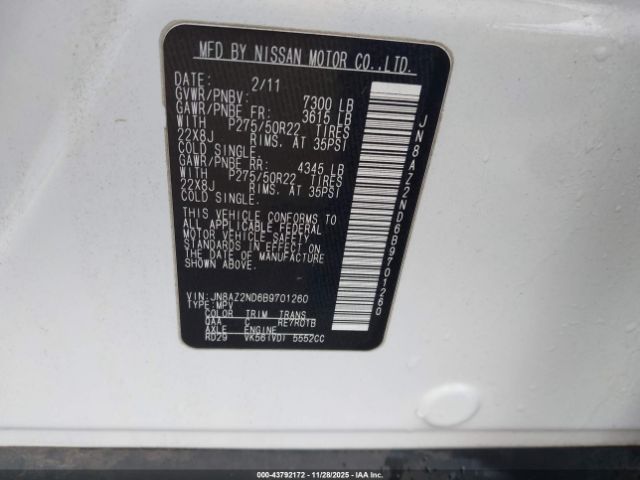 MFD BY NISSAN MOTOR CO.,LTD.
DATE: 2/11
GVWR/PNBV: 7300 LB
GAWR/PNBE FR: 3615 LB
WITH P275/50R22 TIRES
22X8J RIMS. AT 35PSI
COLD SINGLE.
GAWR/PNBE RR: 4345 LB
WITH P275/50R22 TIRES
22X8J RIMS. AT 35PSI
COLD SINGLE.
THIS VEHICLE CONFORMS TO
ALL APPLICABLE FEDERAL
MOTOR VEHICLE SAFETY
STANDARDS IN EFFECT ON
THE DATE OF MANUFACTURE
SHOWN ABOVE.
VIN: JN8AZ2ND6B9701260
TYPE: MPV
COLOR TRIM TRANS
QAA C RE7R01B
AXLE ENGINE
RD29 VK56(VD) 5552CC
JN8AZ2ND6B9701260
000-43792172 | 11/28/2025 | IAAI.com